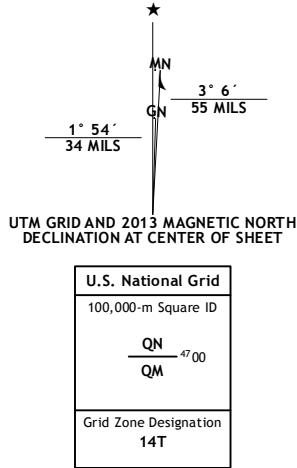 ★
MN
GN
3° 6´
55 MILS
1° 54´
34 MILS
UTM GRID AND 2013 MAGNETIC NORTH
DECLINATION AT CENTER OF SHEET
U.S. National Grid
100,000-m Square ID
QN
4700
QM
Grid Zone Designation
14T